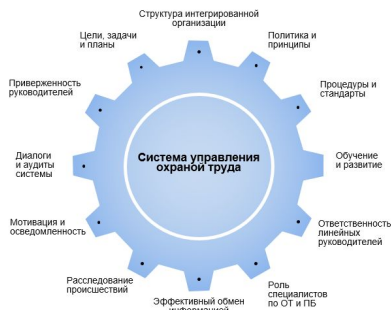 Структура интегрированной
организации
Цели, задачи
и планы
Политика и
принципы
Приверженность
руководителей
Процедуры и
стандарты
Диалоги
и аудиты
системы
Система управления
охраной труда
Обучение
и развитие
Мотивация и
осведомленность
Ответственность
линейных
руководителей
Расследование
происшествий
Эффективный обмен
информацией
Роль
специалистов
по ОТ и ПБ